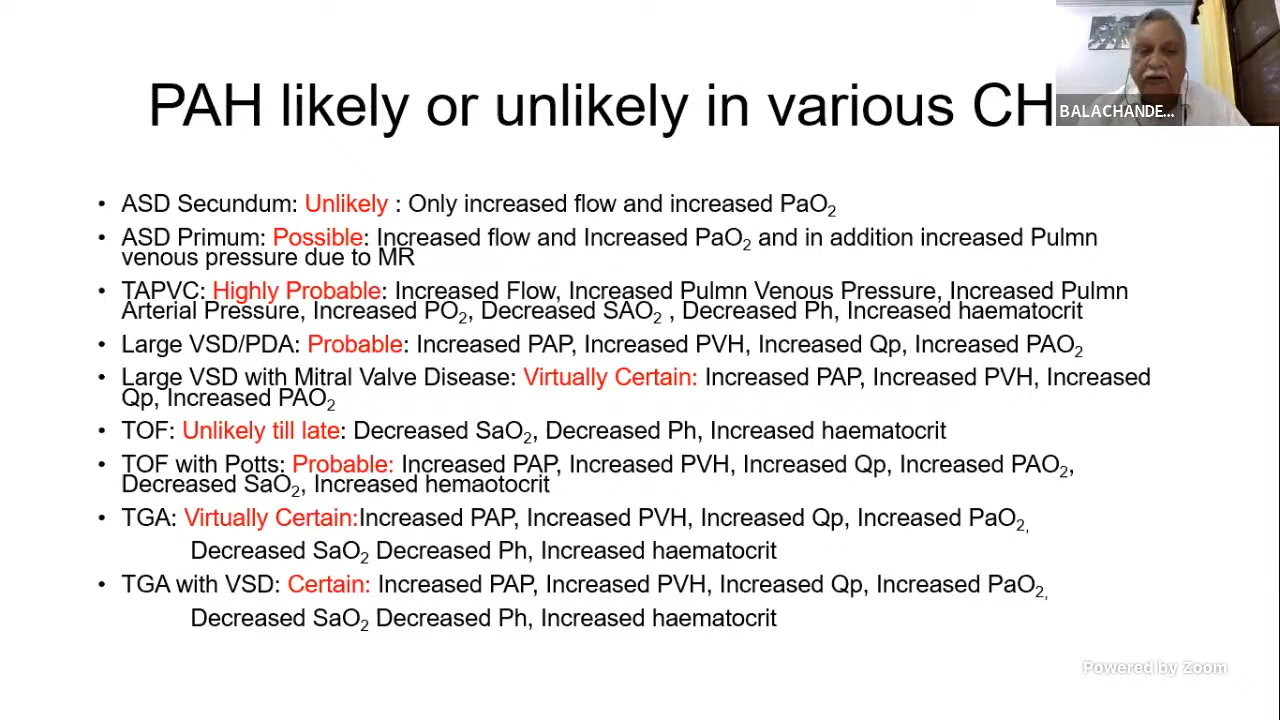 PAH likely or unlikely in various CH
BALACHANDE...
• ASD Secundum: Unlikely : Only increased flow and increased PaO₂
• ASD Primum: Possible: Increased flow and Increased PaO₂ and in addition increased Pulmn
venous pressure due to MR
• TAPVC: Highly Probable: Increased Flow, Increased Pulmn Venous Pressure, Increased Pulmn
Arterial Pressure, Increased PO₂, Decreased SAO₂ , Decreased Ph, Increased haematocrit
• Large VSD/PDA: Probable: Increased PAP, Increased PVH, Increased Qp, Increased PAO₂
• Large VSD with Mitral Valve Disease: Virtually Certain: Increased PAP, Increased PVH, Increased
Qp, Increased PAO₂
• TOF: Unlikely till late: Decreased SaO₂, Decreased Ph, Increased haematocrit
• TOF with Potts: Probable: Increased PAP, Increased PVH, Increased Qp, Increased PAO₂,
Decreased SaO₂, Increased hemaotocrit
• TGA: Virtually Certain:Increased PAP, Increased PVH, Increased Qp, Increased PaO₂,
Decreased SaO₂ Decreased Ph, Increased haematocrit
• TGA with VSD: Certain: Increased PAP, Increased PVH, Increased Qp, Increased PaO₂,
Decreased SaO₂ Decreased Ph, Increased haematocrit
Powered by Zoom